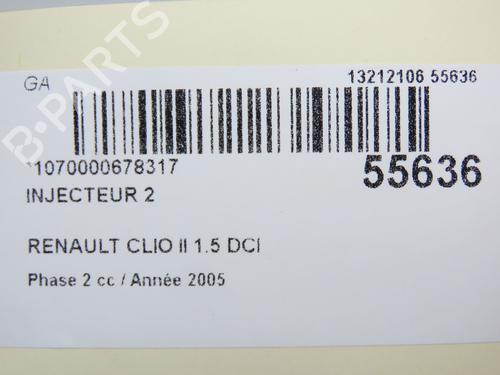 GA
13212106 55636
*1070000678317
55636
INJECTEUR 2
RENAULT CLIO II 1.5 DCI
Phase 2 cc / Année 2005
B-PARTS